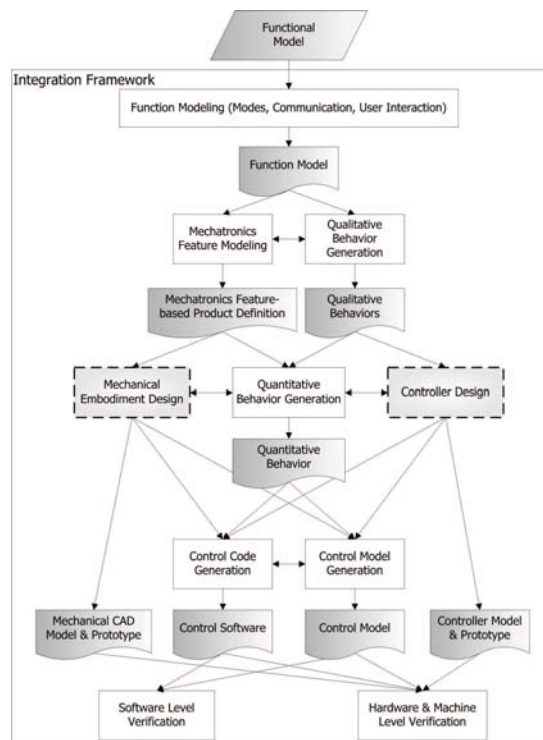 Functional
Model
Integration Framework
Function Modeling (Modes, Communication, User Interaction)
Function Model
Mechatronics
Feature Modeling
Qualitative
Behavior
Generation
Mechatronics Feature-
based Product Definition
Qualitative
Behaviors
Mechanical
Embodiment Design
Quantitative
Behavior Generation
Controller Design
Quantitative
Behavior
Control Code
Generation
Control Model
Generation
Mechanical CAD
Model & Prototype
Control Software
Control Model
Controller Model
& Prototype
Software Level
Verification
Hardware & Machine
Level Verification